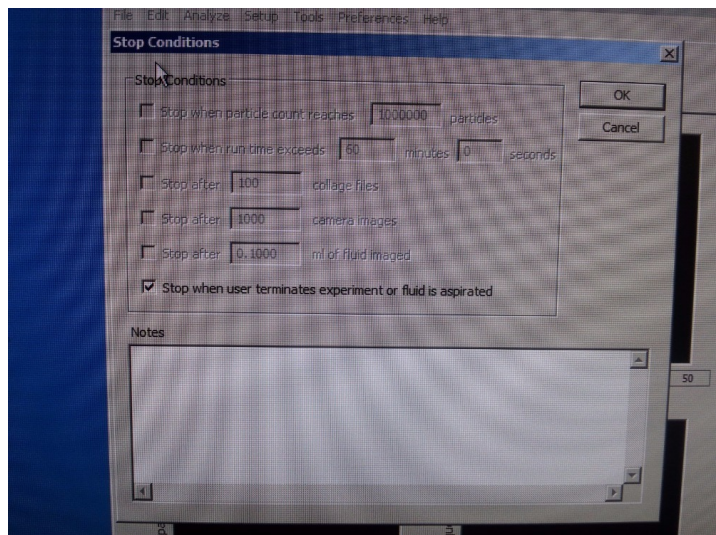 File Edit Analyze Setup Tools Preferences Help
Stop Conditions
Stop Conditions
OK
Stop when particle count reaches 1000000 particles
Cancel
Stop when run time exceeds 60 minutes 0 seconds
Stop after 100 collage files
Stop after 1000 camera images
Stop after 0.1000 ml of fluid imaged
Stop when user terminates experiment or fluid is aspirated
Notes
50